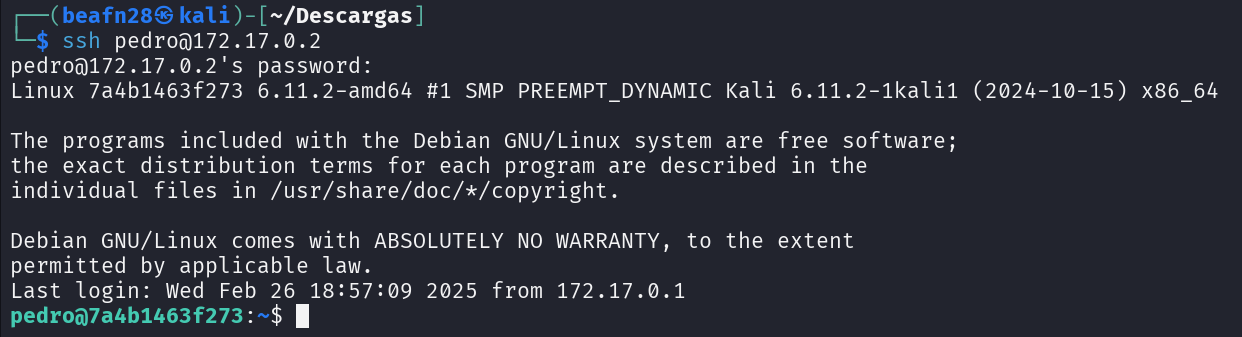 ┌──(beafn28㉿kali)-[~/Descargas]
└─$ ssh pedro@172.17.0.2
pedro@172.17.0.2's password:
Linux 7a4b1463f273 6.11.2-amd64 #1 SMP PREEMPT_DYNAMIC Kali 6.11.2-1kali1 (2024-10-15) x86_64
The programs included with the Debian GNU/Linux system are free software;
the exact distribution terms for each program are described in the
individual files in /usr/share/doc/*/copyright.
Debian GNU/Linux comes with ABSOLUTELY NO WARRANTY, to the extent
permitted by applicable law.
Last login: Wed Feb 26 18:57:09 2025 from 172.17.0.1
pedro@7a4b1463f273:~$